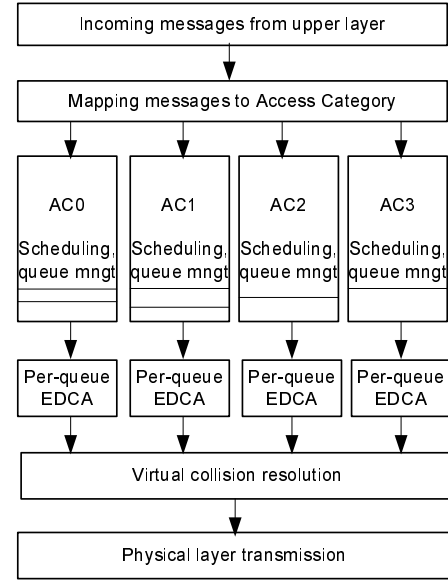 Incoming messages from upper layer
Mapping messages to Access Category
AC0
Scheduling,
queue mngt
AC1
Scheduling,
queue mngt
AC2
Scheduling,
queue mngt
AC3
Scheduling,
queue mngt
Per-queue
EDCA
Per-queue
EDCA
Per-queue
EDCA
Per-queue
EDCA
Virtual collision resolution
Physical layer transmission